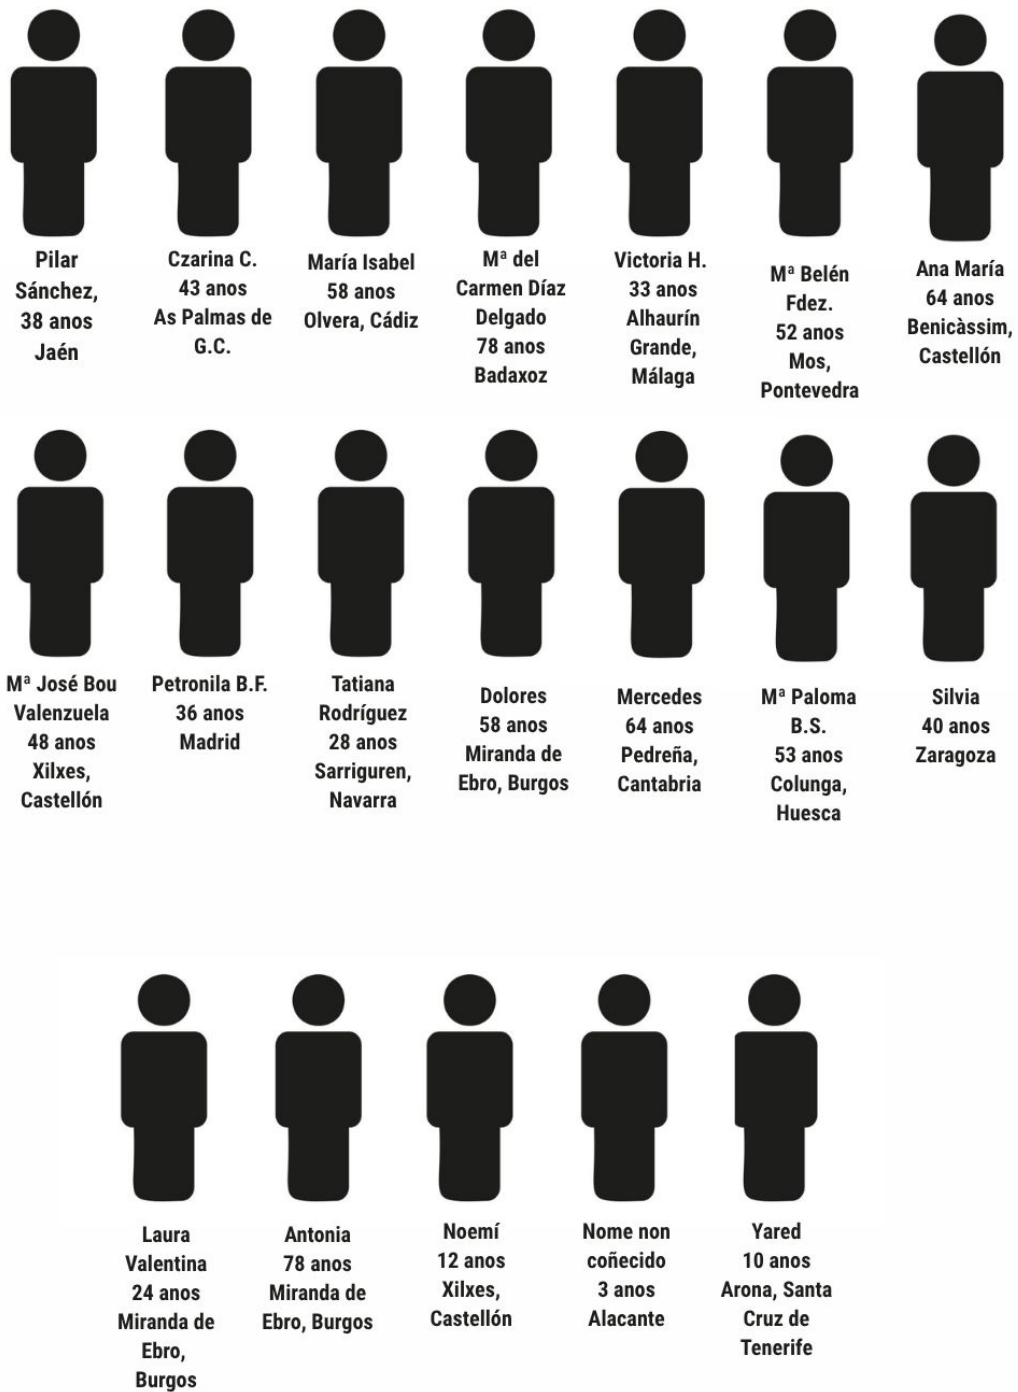 Pilar
Sánchez,
38 anos
Jaén
Czarina C.
43 anos
As Palmas de
G.C.
María Isabel
58 anos
Olvera, Cádiz
Mª del
Carmen Díaz
Delgado
78 anos
Badaxoz
Victoria H.
33 anos
Alhaurín
Grande,
Málaga
Mª Belén
Fdez.
52 anos
Mos,
Pontevedra
Ana María
64 anos
Benicàssim,
Castellón
Mª José Bou
Valenzuela
48 anos
Xilxes,
Castellón
Petronila B.F.
36 anos
Madrid
Tatiana
Rodríguez
28 anos
Sarriguren,
Navarra
Dolores
58 anos
Miranda de
Ebro, Burgos
Mercedes
64 anos
Pedreña,
Cantabria
Mª Paloma
B.S.
53 anos
Colunga,
Huesca
Silvia
40 anos
Zaragoza
Laura
Valentina
24 anos
Miranda de
Ebro,
Burgos
Antonia
78 anos
Miranda de
Ebro, Burgos
Noemí
12 anos
Xilxes,
Castellón
Nome non
coñecido
3 anos
Alacante
Yared
10 anos
Arona, Santa
Cruz de
Tenerife